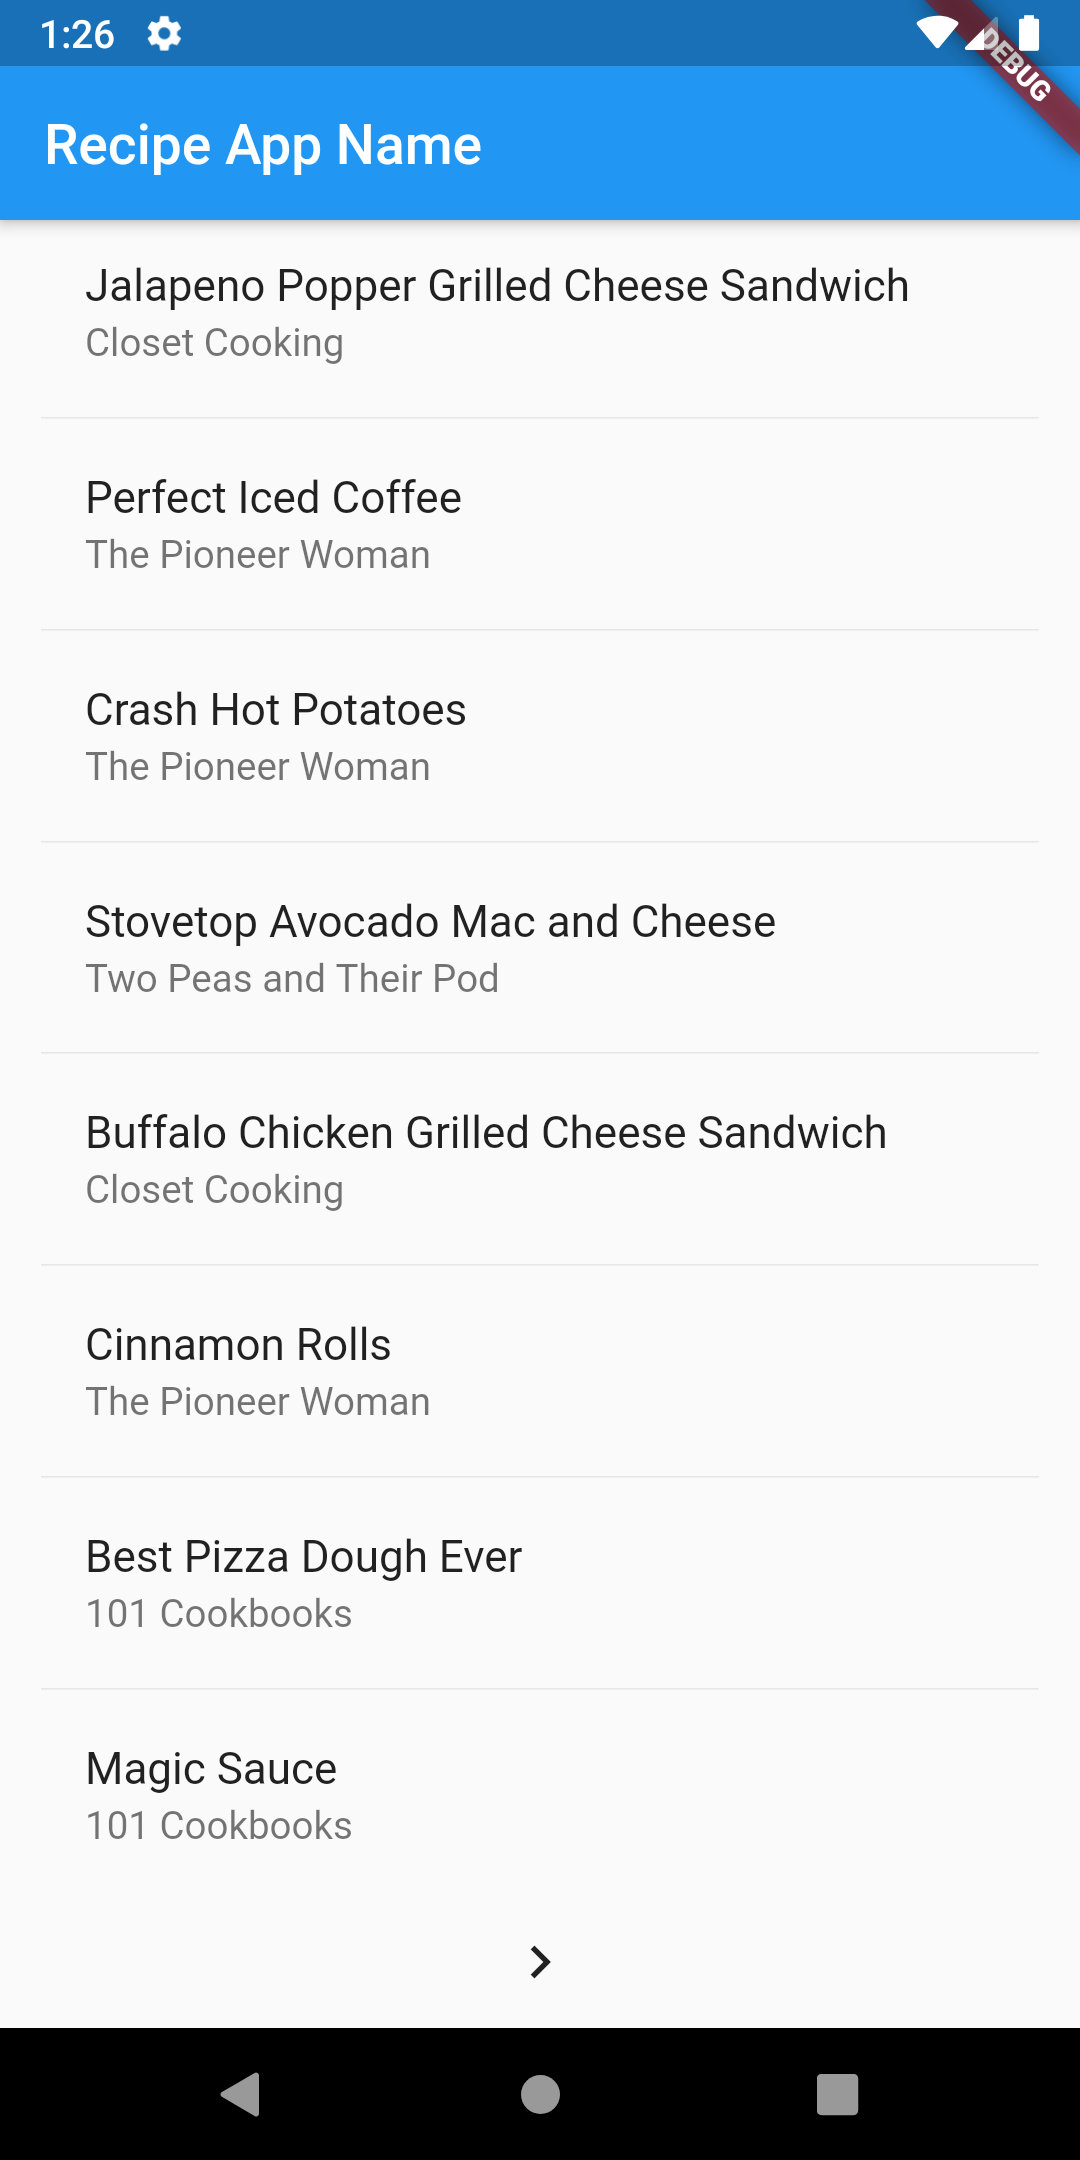 1:26
DEBUG
Recipe App Name
Jalapeno Popper Grilled Cheese Sandwich
Closet Cooking
Perfect Iced Coffee
The Pioneer Woman
Crash Hot Potatoes
The Pioneer Woman
Stovetop Avocado Mac and Cheese
Two Peas and Their Pod
Buffalo Chicken Grilled Cheese Sandwich
Closet Cooking
Cinnamon Rolls
The Pioneer Woman
Best Pizza Dough Ever
101 Cookbooks
Magic Sauce
101 Cookbooks